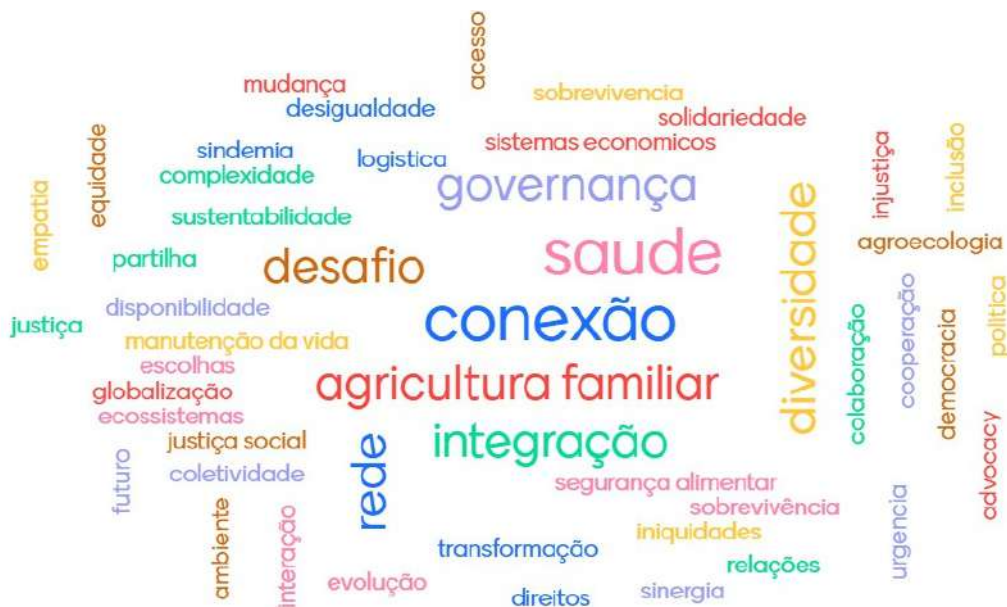 acesso
mudança
sobrevivencia
desigualdade
solidariedade
sistemas economicos
sindemia
logistica
complexidade
governança
equidade
empatia
injustiça
inclusão
sustentabilidade
diversidade
saude
agroecologia
partilha
desafio
disponibilidade
conexão
justiça
manutenção da vida
colaboração
cooperação
democracia
politica
escolhas
agricultura familiar
globalização
ecossistemas
justiça social
integração
rede
advocacy
futuro
coletividade
segurança alimentar
sobrevivência
urgencia
ambiente
interação
iniquidades
transformação
relações
evolução
direitos
sinergia